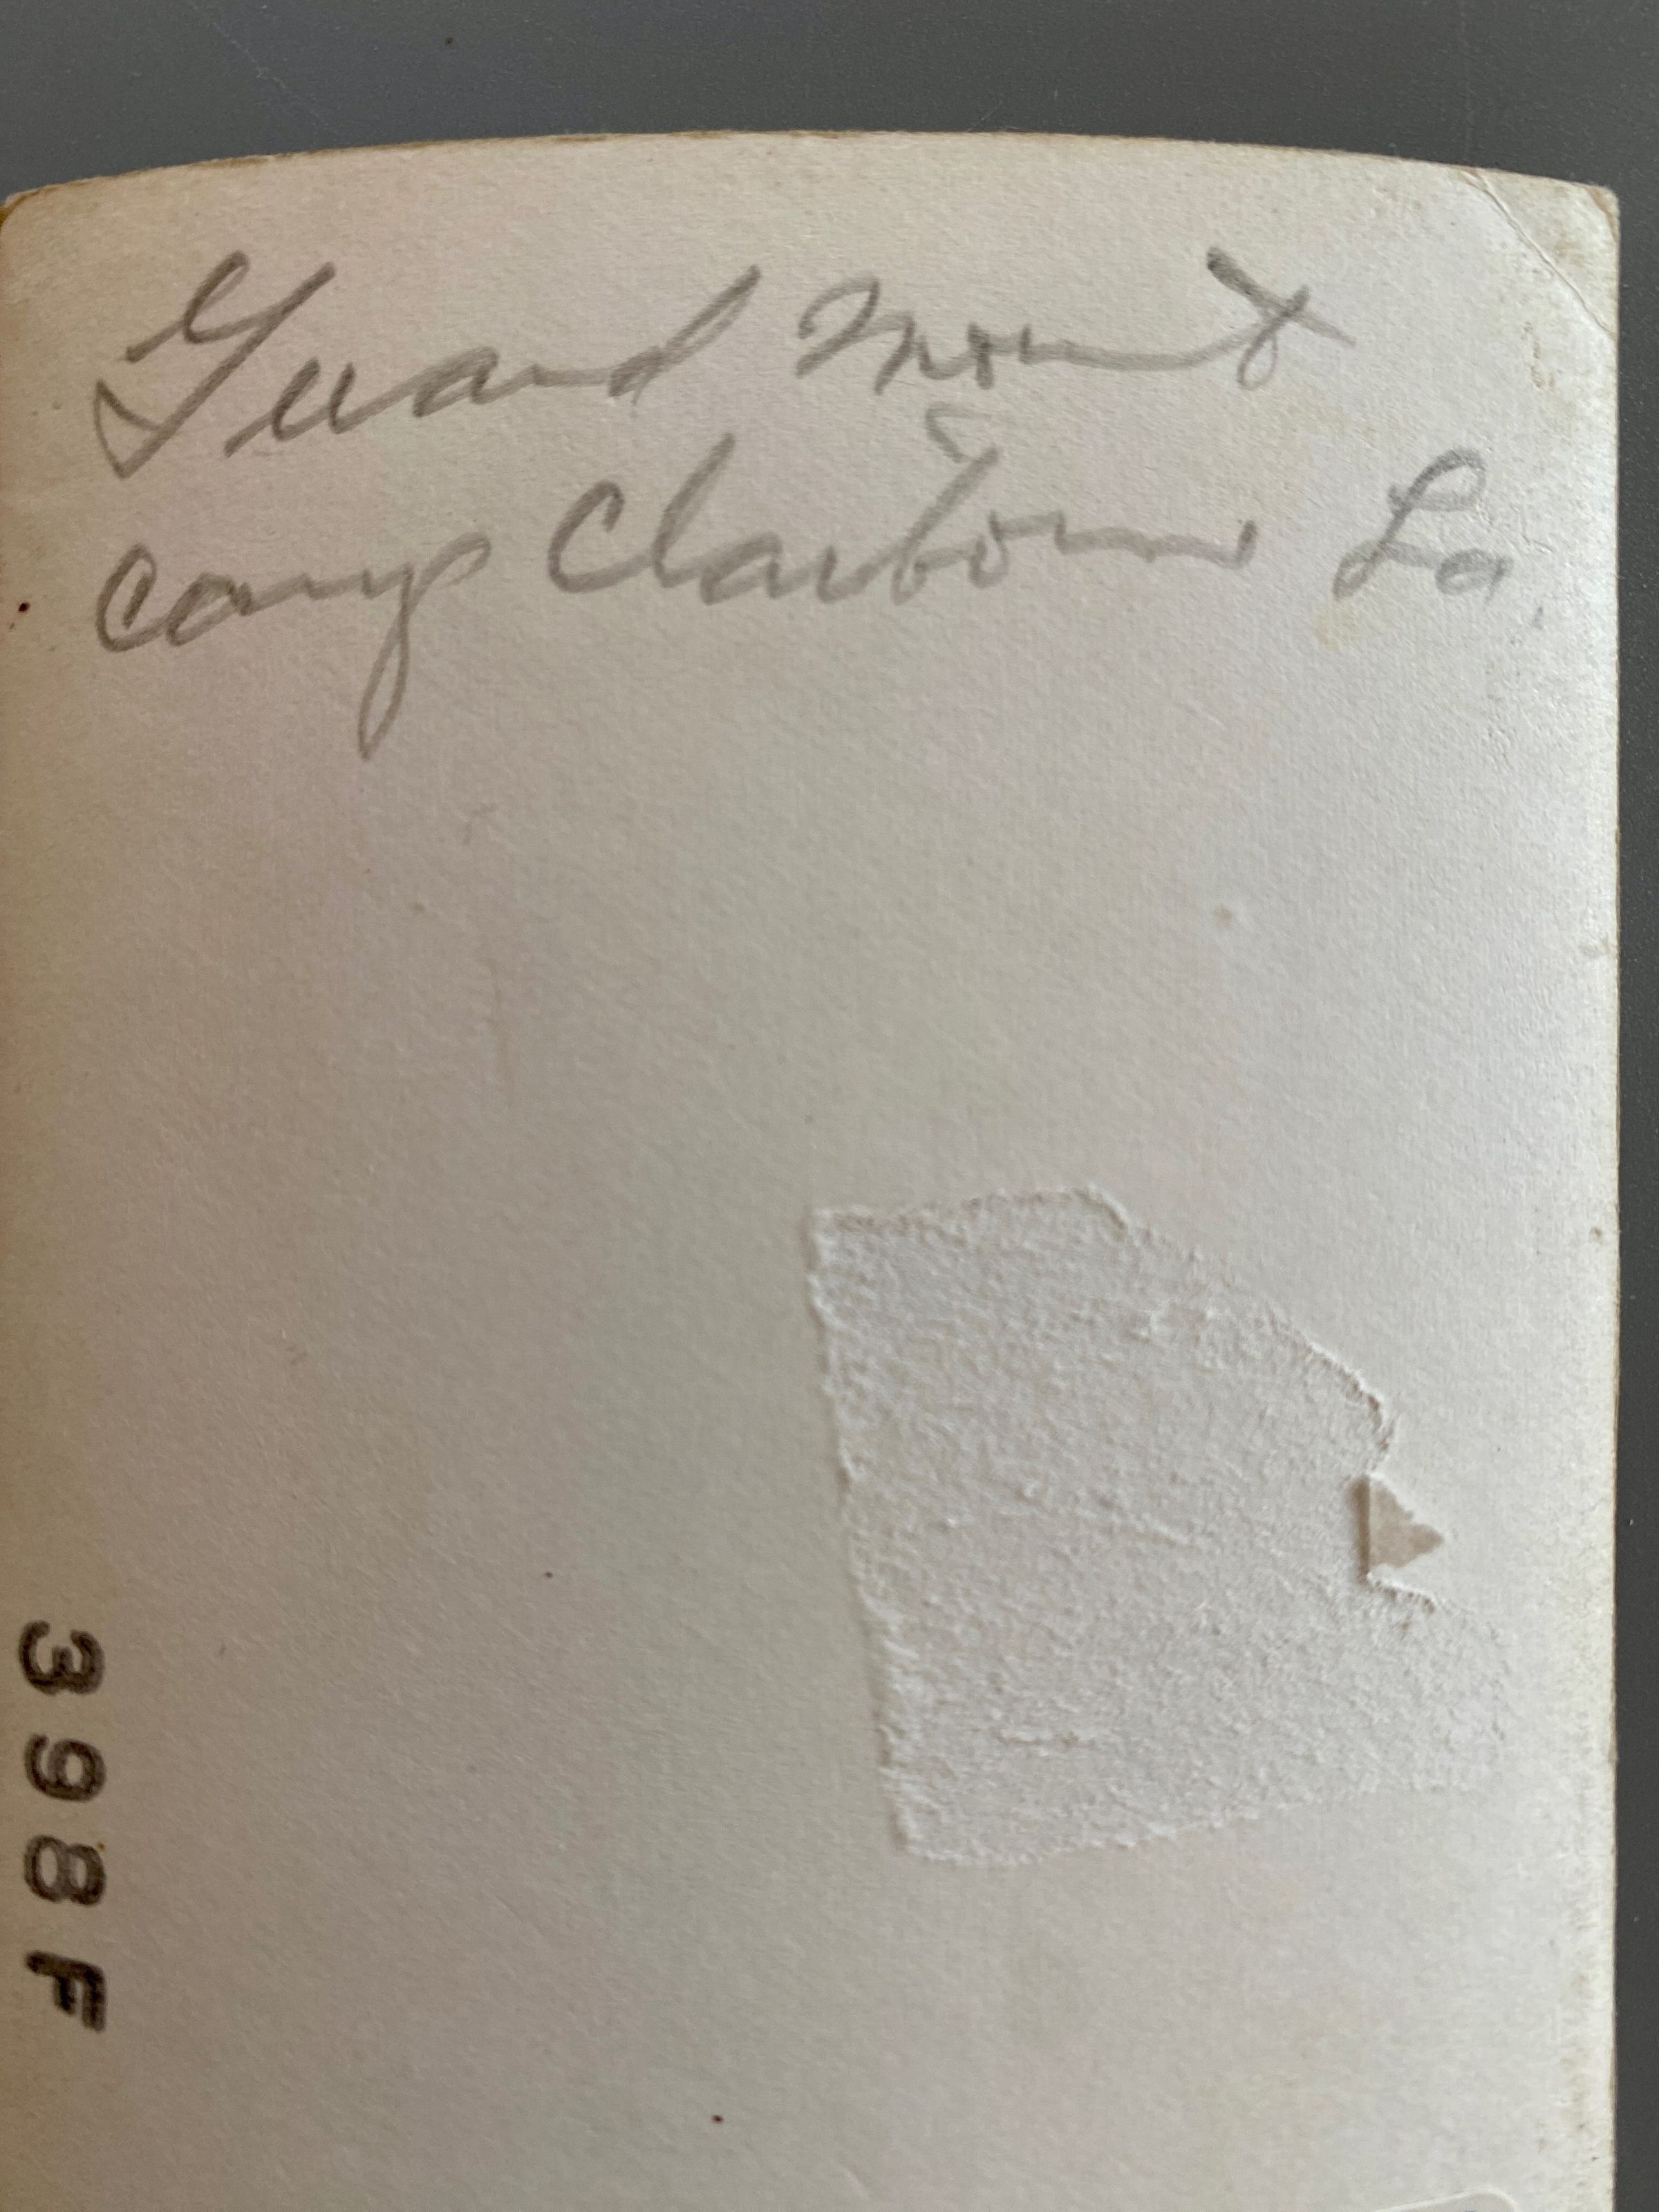 Guard Mount
Camp Claiborne La.
398F